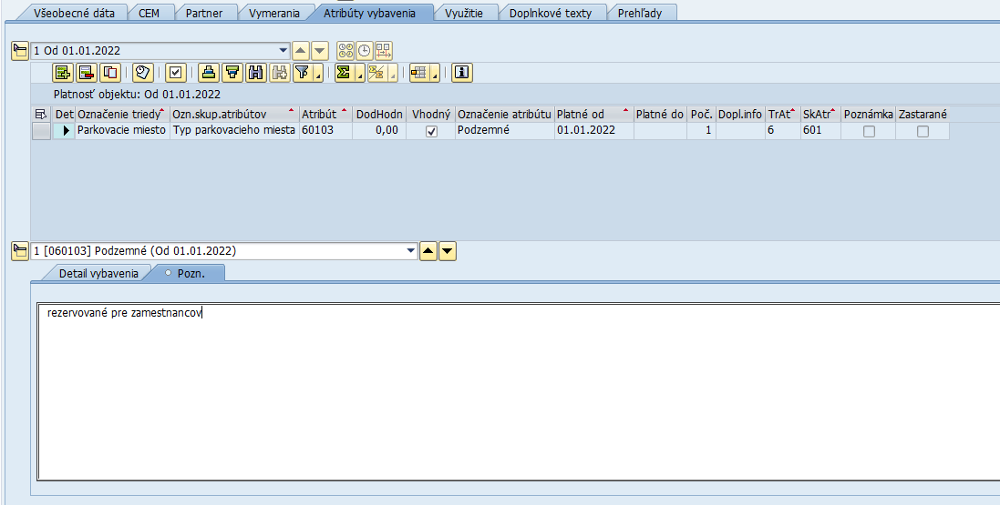 Všeobecné dáta CEM Partner Vymerania Atribúty vybavenia Využitie Doplnkové texty Prehľady
1 Od 01.01.2022
Platnosť objektu: Od 01.01.2022
Det Označenie triedy Ozn.skup.atribútov Atribút DodHodn Vhodný Označenie atribútu Platné od Platné do Poč. Dopl.info TrAt SkAtr Poznámka Zastarané
Parkovacie miesto Typ parkovacieho miesta 60103 0,00 Podzemné 01.01.2022 1 6 601
1 [060103] Podzemné (Od 01.01.2022)
Detail vybavenia Pozn.
rezervované pre zamestnancov